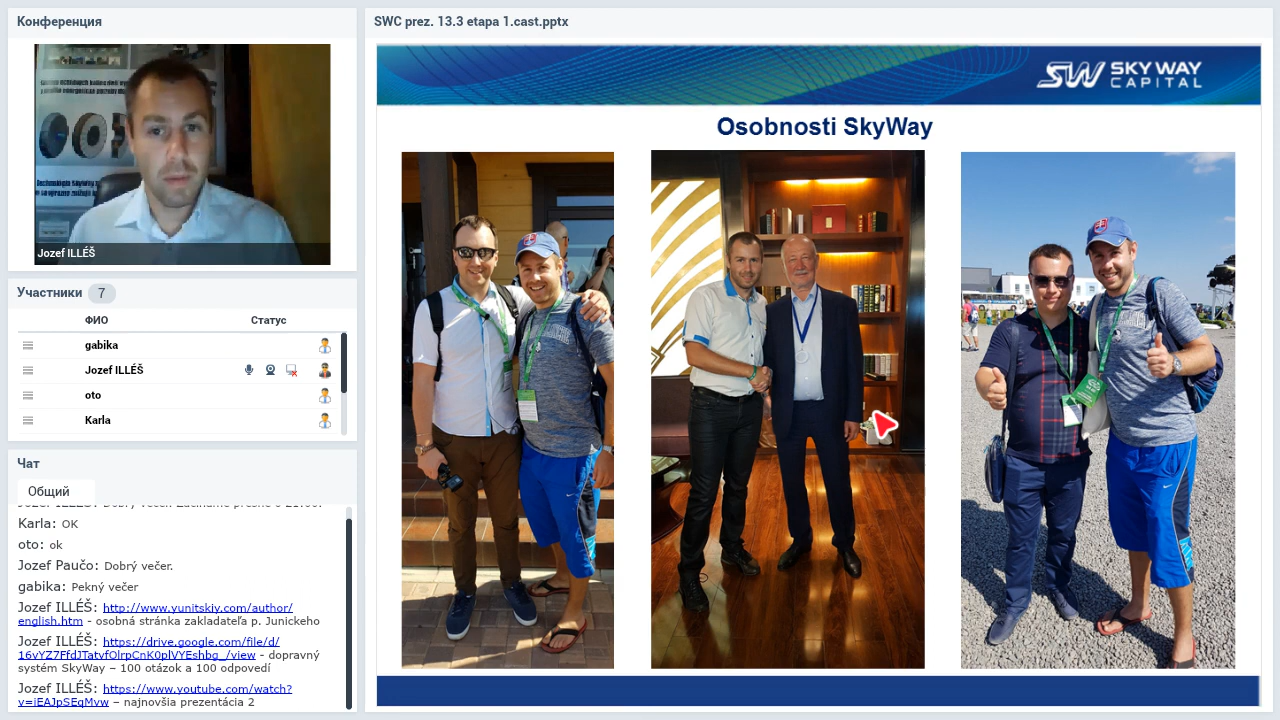 Конференция
Jozef ILLÉŠ
Участники 7
ФИО Статус
gabika
Jozef ILLÉŠ
oto
Karla
Чат
Общий
Karla: OK
oto: ok
Jozef Paučo: Dobrý večer.
gabika: Pekný večer
Jozef ILLÉŠ: http://www.yunitskiy.com/author/
english.htm - osobná stránka zakladateľa p. Junickeho
Jozef ILLÉŠ: https://drive.google.com/file/d/
- dopravný
systém SkyWay – 100 otázok a 100 odpovedí
Jozef ILLÉŠ: https://www.youtube.com/watch?
v=iEAJpSEqMvw – najnovšia prezentácia 2
SWC prez. 13.3 etapa 1.cast.pptx
SW SKY WAY
CAPITAL
Osobnosti SkyWay